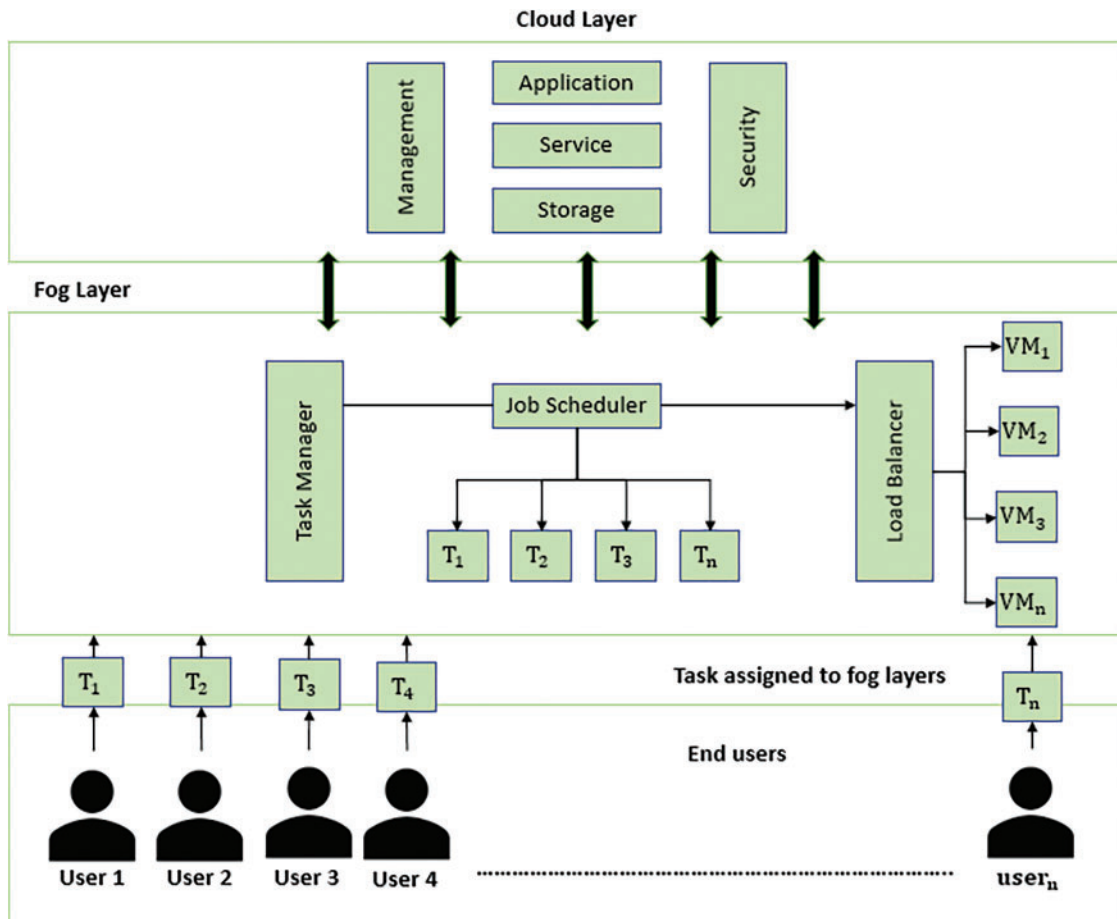 Cloud Layer
Management
Application
Service
Storage
Security
Fog Layer
Task Manager
Job Scheduler
Load Balancer
VM₁
VM₂
VM₃
VMₙ
T₁ T₂ T₃ Tₙ
T₁ T₂ T₃ T₄
Task assigned to fog layers
Tₙ
End users
User 1 User 2 User 3 User 4 userₙ